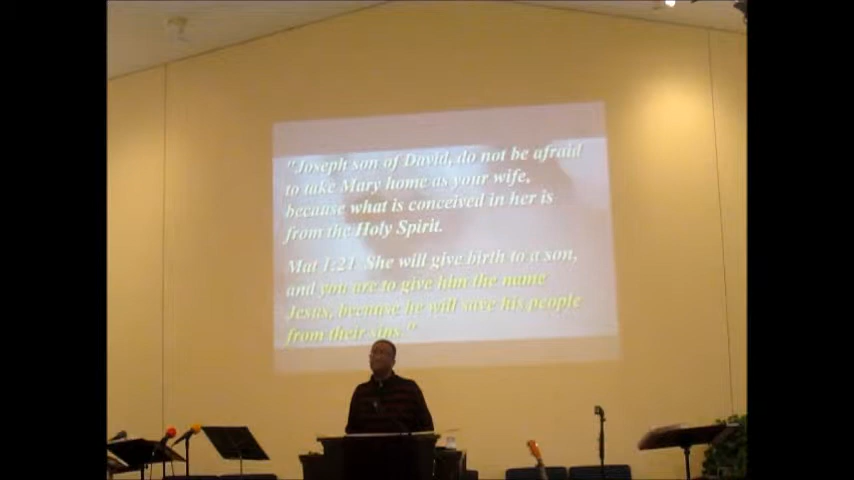 "Joseph son of David, do not be afraid
to take Mary home as your wife,
because what is conceived in her is
from the Holy Spirit.
Mat 1:21 She will give birth to a son,
and you are to give him the name
Jesus, because he will save his people
from their sins."